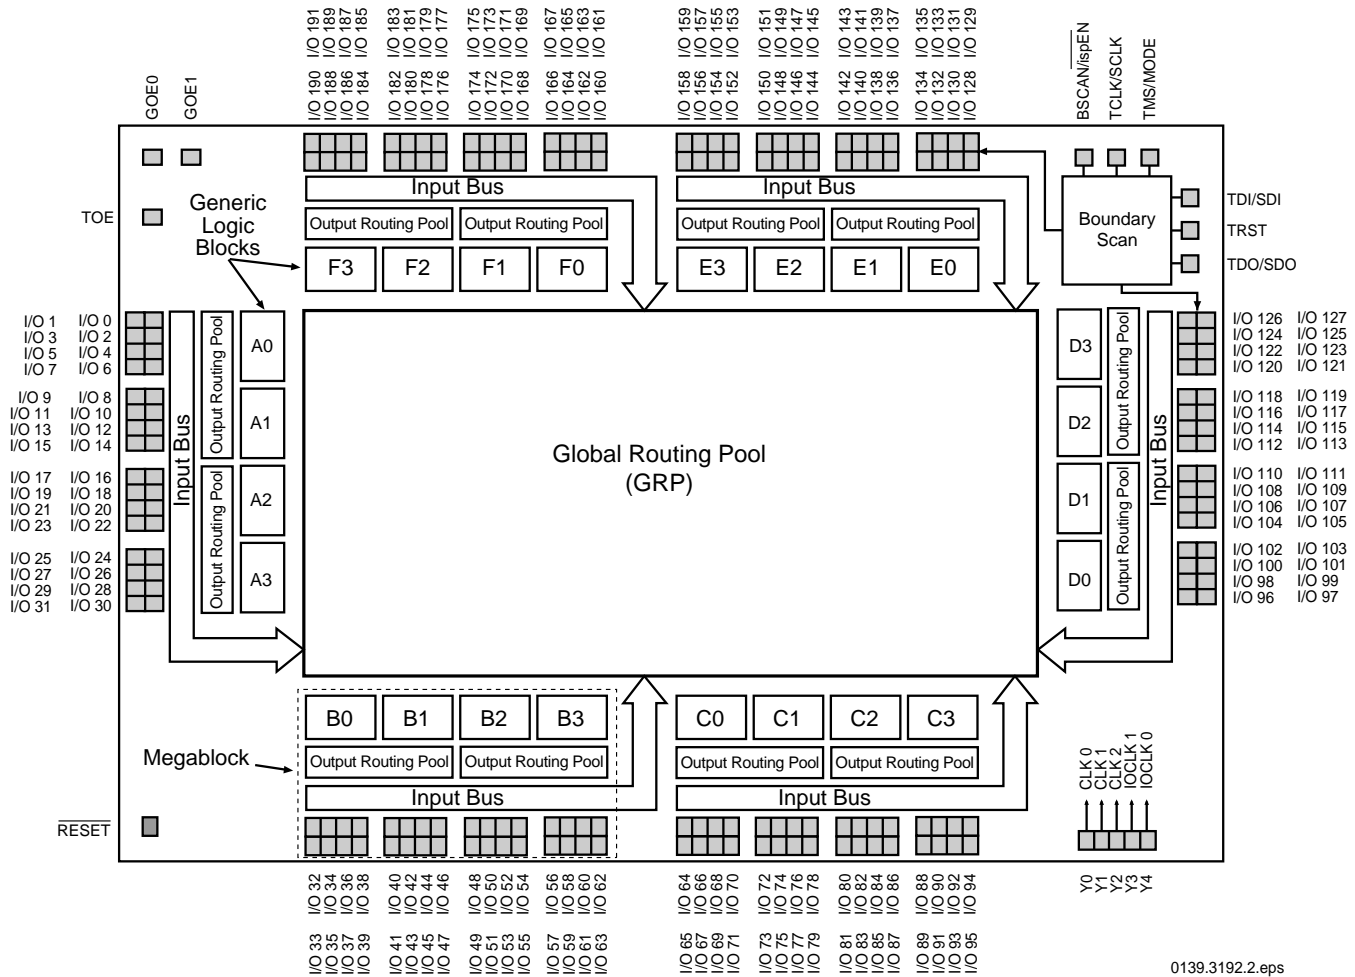 I/O 191 I/O 189 I/O 187 I/O 185
I/O 183 I/O 181 I/O 179 I/O 177
I/O 175 I/O 173 I/O 171 I/O 169
I/O 167 I/O 165 I/O 163 I/O 161
I/O 159 I/O 157 I/O 155 I/O 153
I/O 151 I/O 149 I/O 147 I/O 145
I/O 143 I/O 141 I/O 139 I/O 137
I/O 135 I/O 133 I/O 131 I/O 129
I/O 190 I/O 188 I/O 186 I/O 184
I/O 182 I/O 180 I/O 178 I/O 176
I/O 174 I/O 172 I/O 170 I/O 168
I/O 166 I/O 164 I/O 162 I/O 160
I/O 158 I/O 156 I/O 154 I/O 152
I/O 150 I/O 148 I/O 146 I/O 144
I/O 142 I/O 140 I/O 138 I/O 136
I/O 134 I/O 132 I/O 130 I/O 128
GOE0
GOE1
BSCAN/ispEN
TCLK/SCLK
TMS/MODE
TOE
Generic
Logic
Blocks
Input Bus
Input Bus
Output Routing Pool
Output Routing Pool
Output Routing Pool
Output Routing Pool
F3 F2 F1 F0
E3 E2 E1 E0
Boundary
Scan
TDI/SDI
TRST
TDO/SDO
I/O 1 I/O 0
I/O 3 I/O 2
I/O 5 I/O 4
I/O 7 I/O 6
I/O 9 I/O 8
I/O 11 I/O 10
I/O 13 I/O 12
I/O 15 I/O 14
I/O 17 I/O 16
I/O 19 I/O 18
I/O 21 I/O 20
I/O 23 I/O 22
I/O 25 I/O 24
I/O 27 I/O 26
I/O 29 I/O 28
I/O 31 I/O 30
Input Bus
Output Routing Pool
Output Routing Pool
A0
A1
A2
A3
Global Routing Pool
(GRP)
D3
D2
D1
D0
Output Routing Pool
Output Routing Pool
Input Bus
I/O 126 I/O 127
I/O 124 I/O 125
I/O 122 I/O 123
I/O 120 I/O 121
I/O 118 I/O 119
I/O 116 I/O 117
I/O 114 I/O 115
I/O 112 I/O 113
I/O 110 I/O 111
I/O 108 I/O 109
I/O 106 I/O 107
I/O 104 I/O 105
I/O 102 I/O 103
I/O 100 I/O 101
I/O 98 I/O 99
I/O 96 I/O 97
B0 B1 B2 B3
C0 C1 C2 C3
Megablock
Output Routing Pool
Output Routing Pool
Output Routing Pool
Output Routing Pool
Input Bus
Input Bus
RESET
CLK 0
CLK 1
CLK 2
IOCLK 1
IOCLK 0
Y0
Y1
Y2
Y3
Y4
I/O 32 I/O 34 I/O 36 I/O 38
I/O 40 I/O 42 I/O 44 I/O 46
I/O 48 I/O 50 I/O 52 I/O 54
I/O 56 I/O 58 I/O 60 I/O 62
I/O 64 I/O 66 I/O 68 I/O 70
I/O 72 I/O 74 I/O 76 I/O 78
I/O 80 I/O 82 I/O 84 I/O 86
I/O 88 I/O 90 I/O 92 I/O 94
I/O 33 I/O 35 I/O 37 I/O 39
I/O 41 I/O 43 I/O 45 I/O 47
I/O 49 I/O 51 I/O 53 I/O 55
I/O 57 I/O 59 I/O 61 I/O 63
I/O 65 I/O 67 I/O 69 I/O 71
I/O 73 I/O 75 I/O 77 I/O 79
I/O 81 I/O 83 I/O 85 I/O 87
I/O 89 I/O 91 I/O 93 I/O 95
0139.3192.2.eps